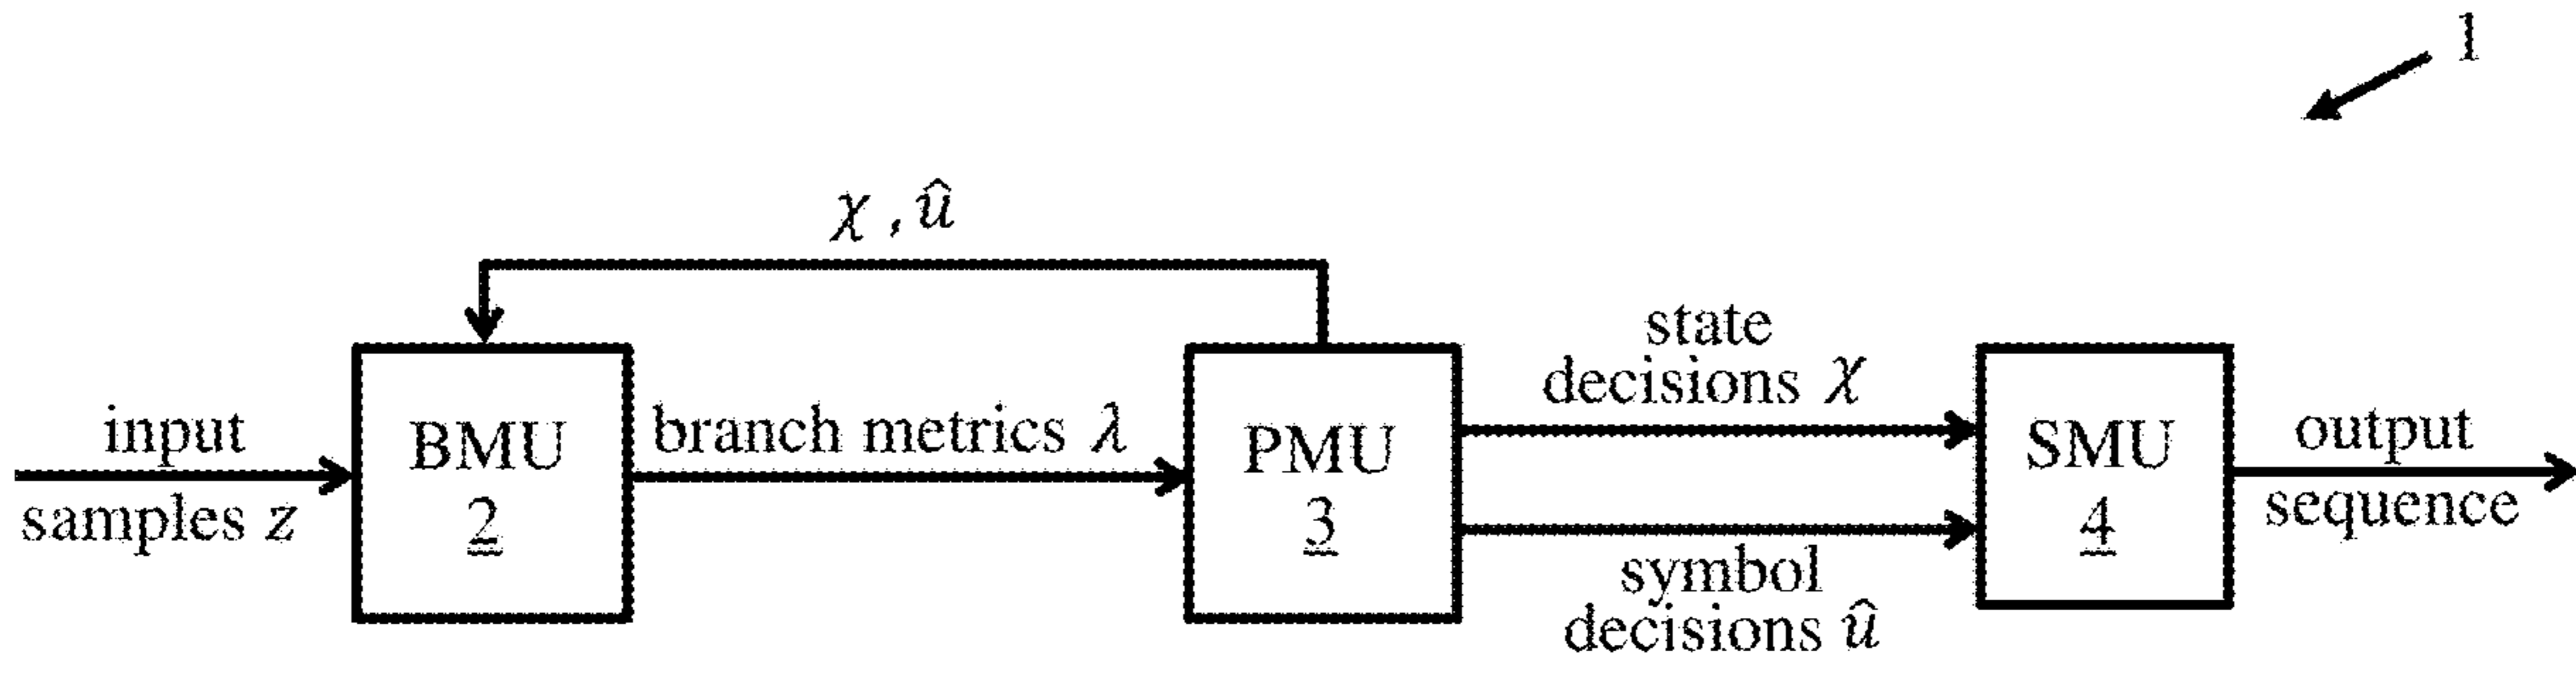 1
χ , û
state
decisions χ
input
samples z
BMU
2
branch metrics λ
PMU
3
symbol
decisions û
SMU
4
output
sequence